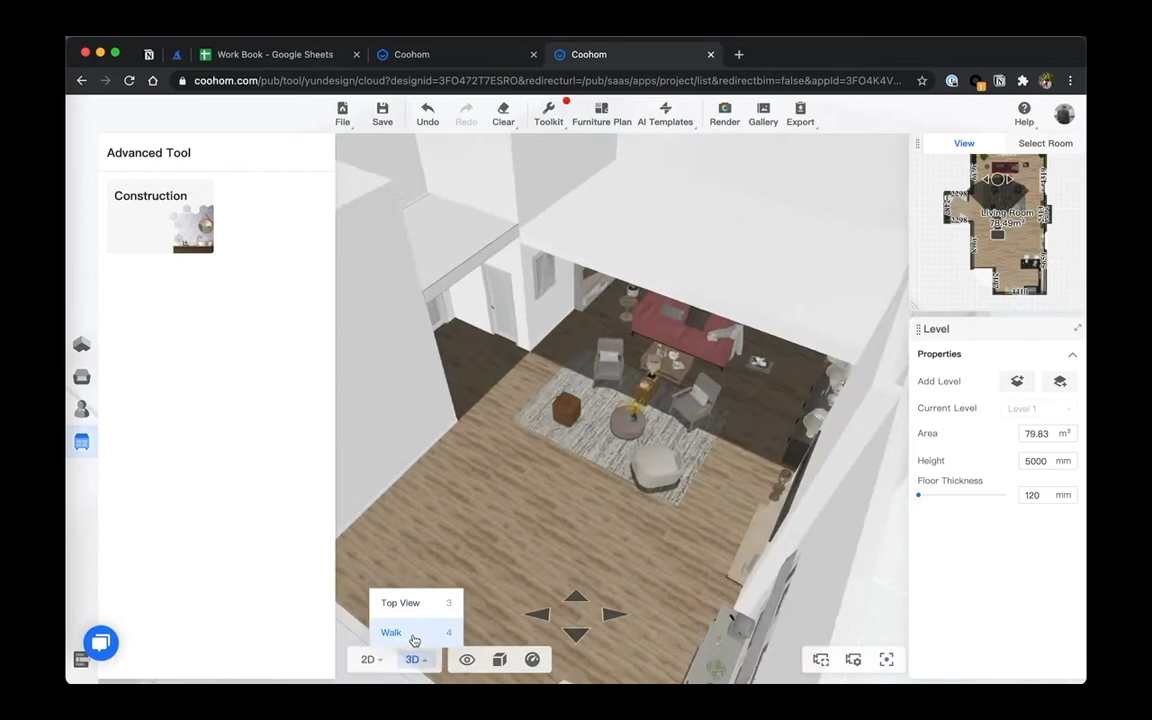 Work Book - Google Sheets
Coohom
Coohom
coohom.com/pub/tool/yundesign/cloud?designid=3FO472T7ESRO&redirecturl=/pub/saas/apps/project/list&redirectbim=false&appId=3FO4K4V...
File
Save
Undo
Redo
Clear
Toolkit
Furniture Plan
AI Templates
Render
Gallery
Export
Help
Advanced Tool
Construction
View
Select Room
Living Room
78.49m²
Level
Properties
Add Level
Current Level
Level 1
Area
79.83 m²
Height
5000 mm
Floor Thickness
120 mm
Top View 3
Walk 4
2D
3D